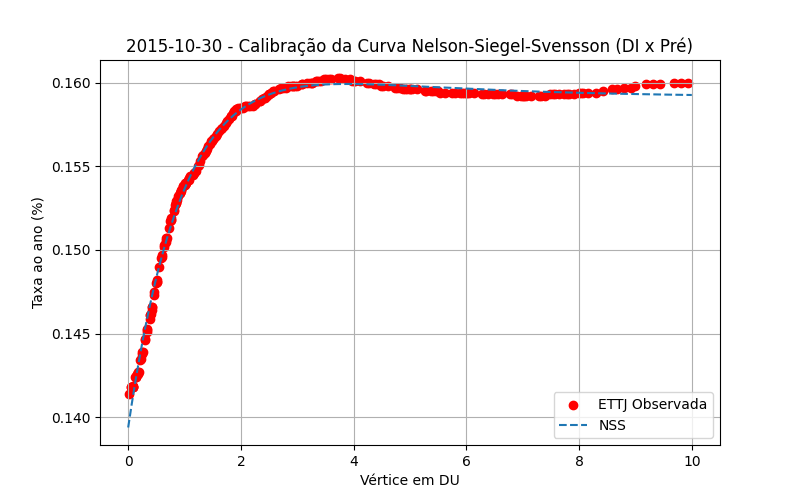 2015-10-30 - Calibração da Curva Nelson-Siegel-Svensson (DI x Pré)
Taxa ao ano (%)
0.160
0.155
0.150
0.145
0.140
ETTJ Observada
NSS
0 2 4 6 8 10
Vértice em DU